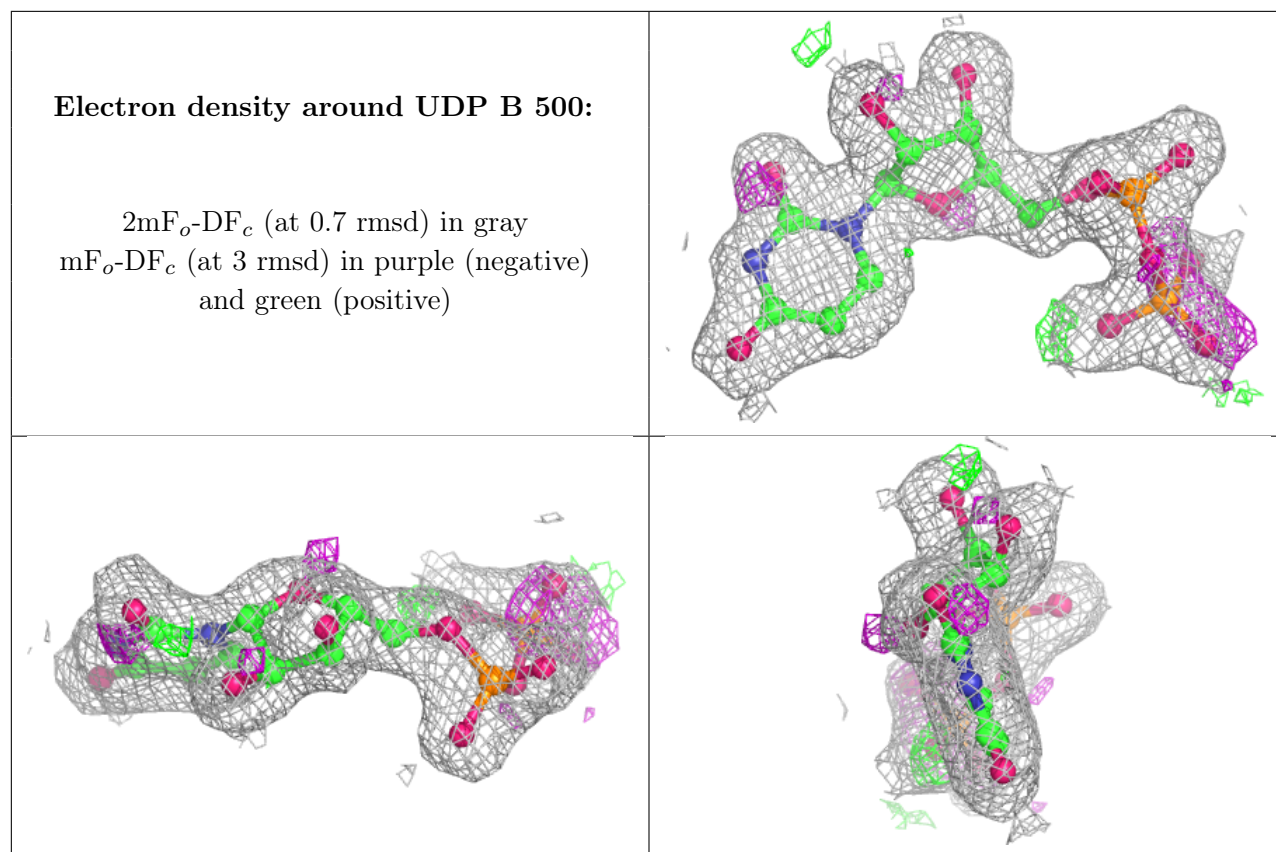 Electron density around UDP B 500:
2mFo-DFc (at 0.7 rmsd) in gray
mFo-DFc (at 3 rmsd) in purple (negative)
and green (positive)